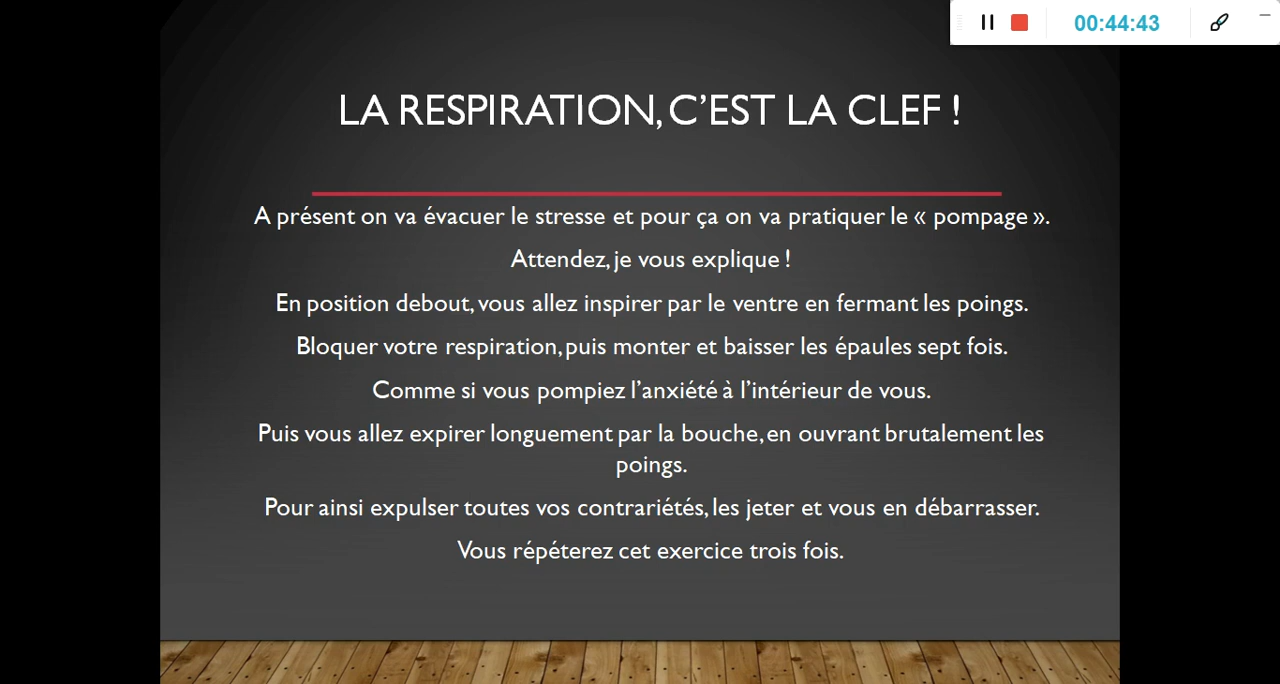 00:44:43
LA RESPIRATION, C'EST LA CLEF !
A présent on va évacuer le stresse et pour ça on va pratiquer le « pompage ».
Attendez, je vous explique !
En position debout, vous allez inspirer par le ventre en fermant les poings.
Bloquer votre respiration, puis monter et baisser les épaules sept fois.
Comme si vous pompiez l'anxiété à l'intérieur de vous.
Puis vous allez expirer longuement par la bouche, en ouvrant brutalement les
poings.
Pour ainsi expulser toutes vos contrariétés, les jeter et vous en débarrasser.
Vous répéterez cet exercice trois fois.